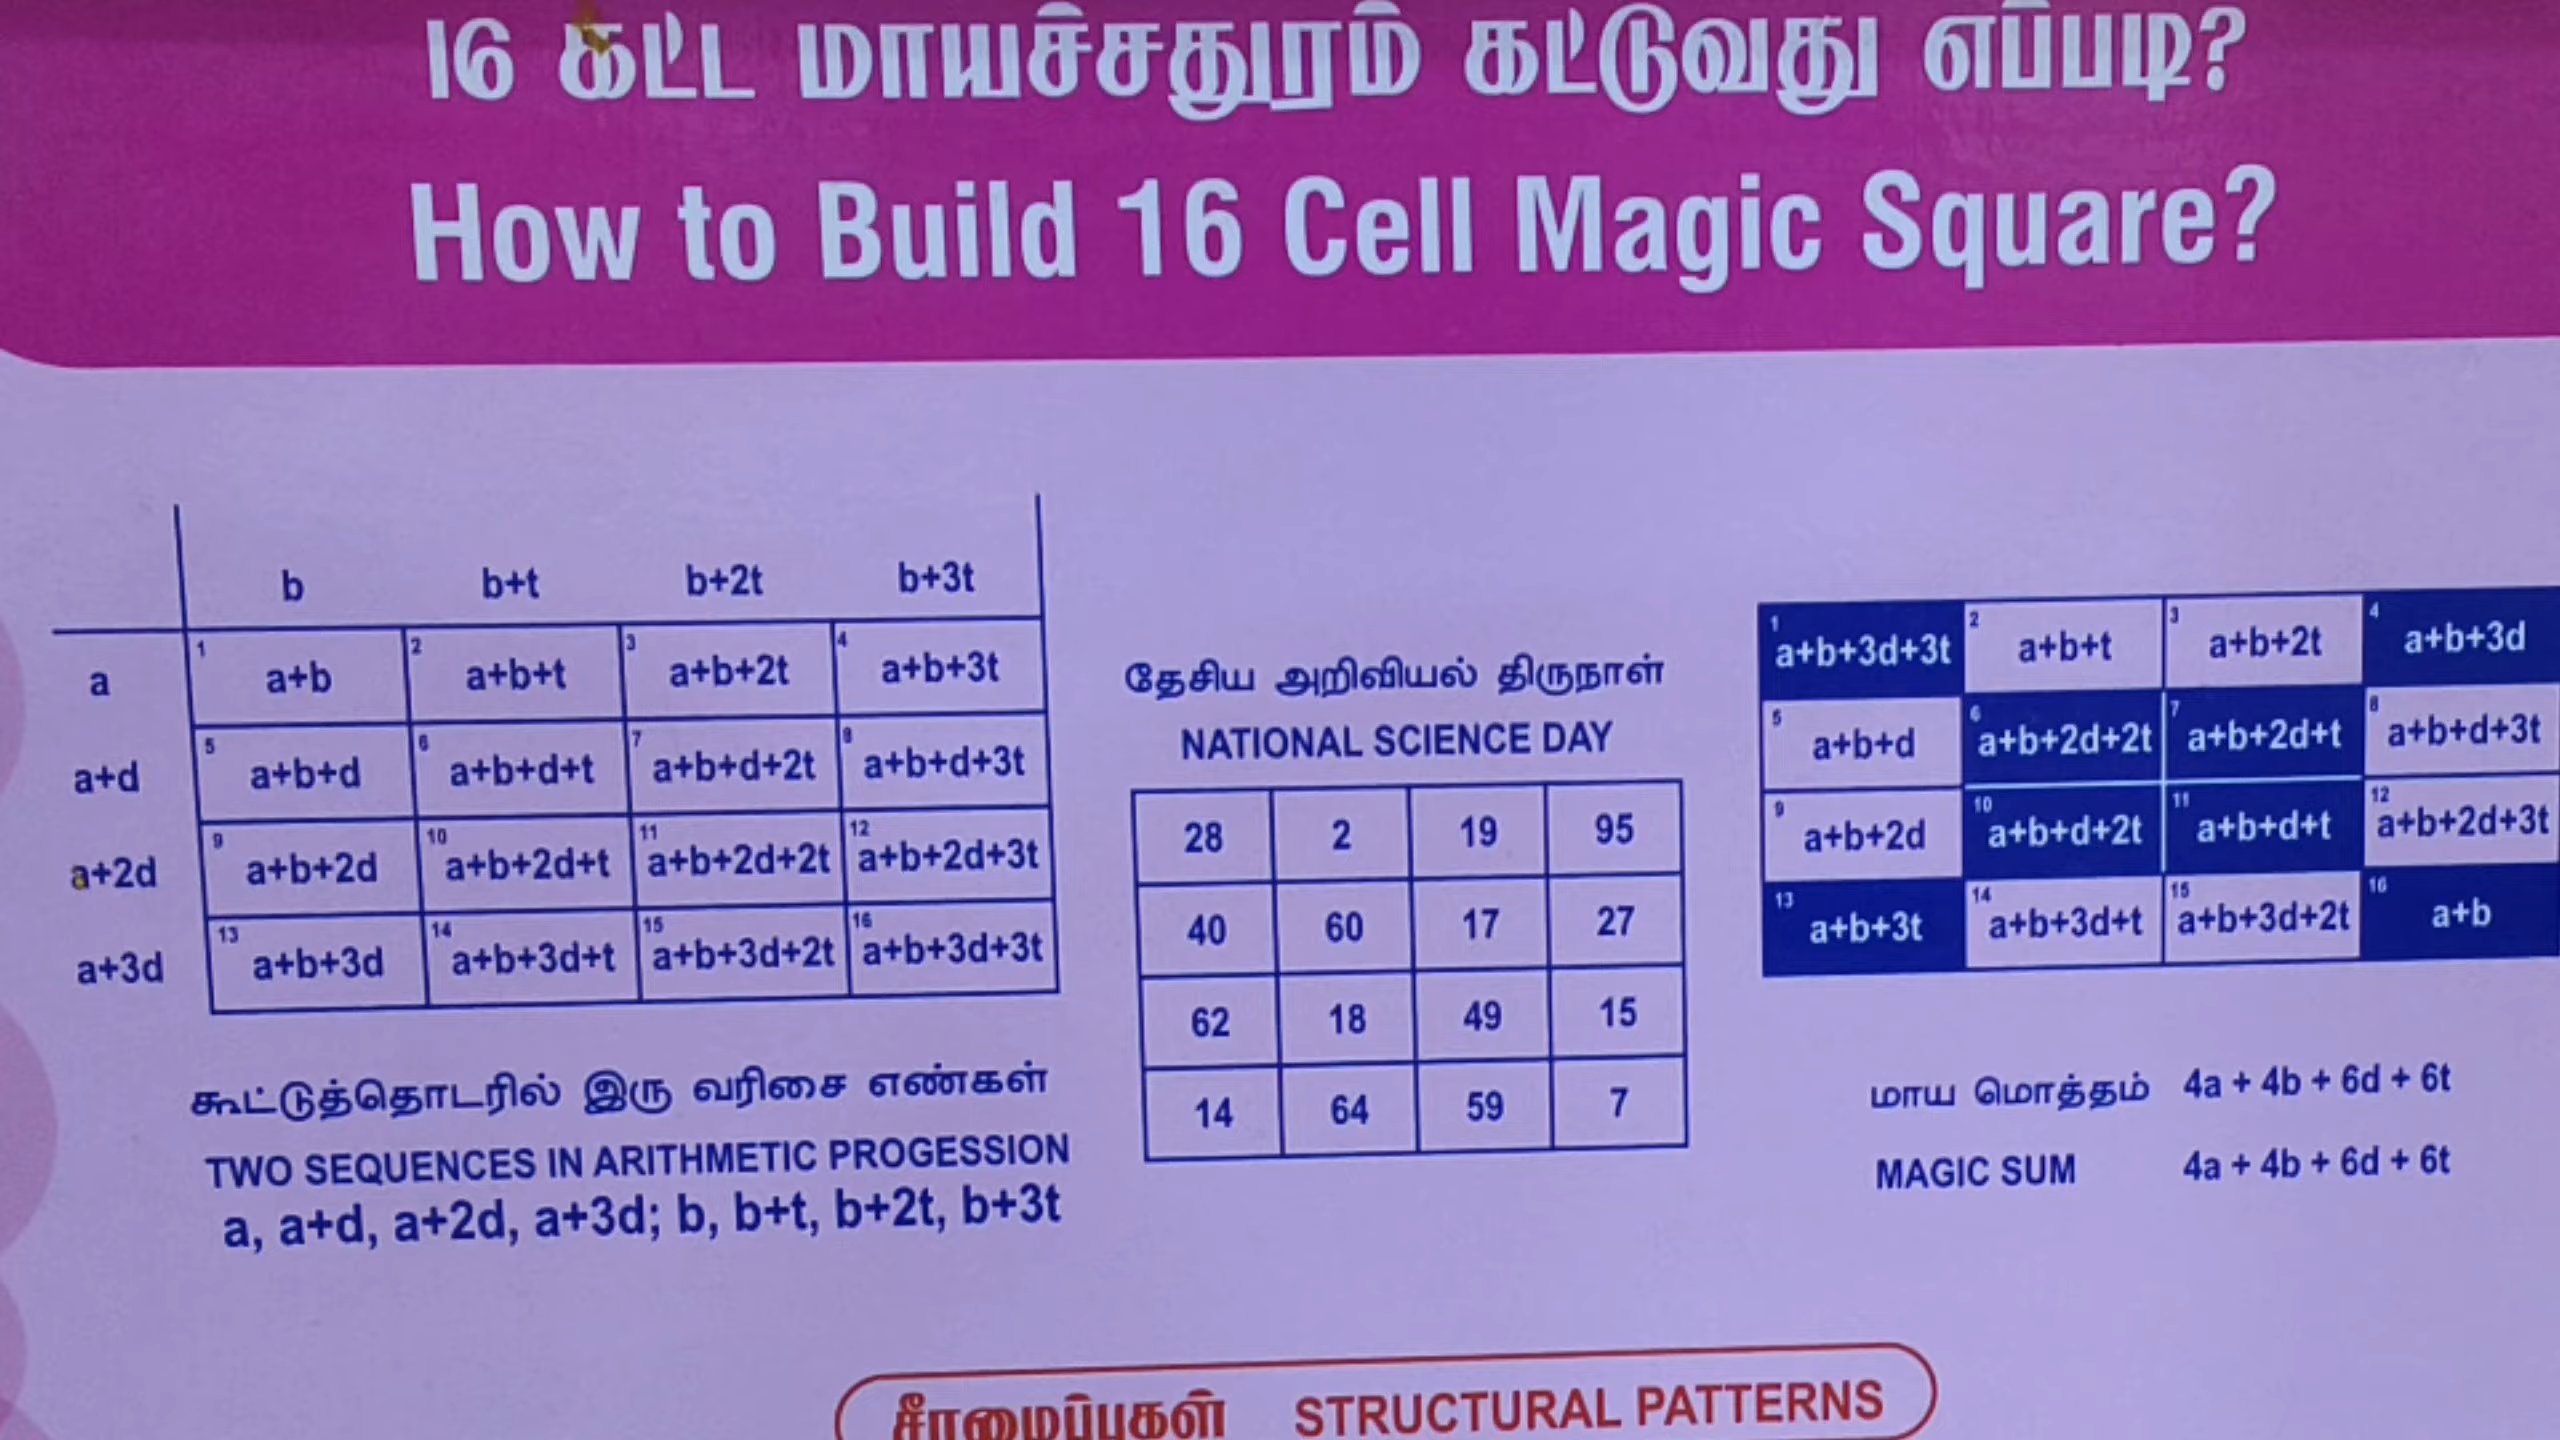 16 கட்ட மாயச்சதுரம் கட்டுவது எப்படி?
How to Build 16 Cell Magic Square?
b b+t b+2t b+3t
a 1 a+b 2 a+b+t 3 a+b+2t 4 a+b+3t
a+d 5 a+b+d 6 a+b+d+t 7 a+b+d+2t 8 a+b+d+3t
a+2d 9 a+b+2d 10 a+b+2d+t 11 a+b+2d+2t 12 a+b+2d+3t
a+3d 13 a+b+3d 14 a+b+3d+t 15 a+b+3d+2t 16 a+b+3d+3t
கூட்டுத்தொடரில் இரு வரிசை எண்கள்
TWO SEQUENCES IN ARITHMETIC PROGESSION
a, a+d, a+2d, a+3d; b, b+t, b+2t, b+3t
தேசிய அறிவியல் திருநாள்
NATIONAL SCIENCE DAY
28 2 19 95
40 60 17 27
62 18 49 15
14 64 59 7
1 a+b+3d+3t 2 a+b+t 3 a+b+2t 4 a+b+3d
5 a+b+d 6 a+b+2d+2t 7 a+b+2d+t 8 a+b+d+3t
9 a+b+2d 10 a+b+d+2t 11 a+b+d+t 12 a+b+2d+3t
13 a+b+3t 14 a+b+3d+t 15 a+b+3d+2t 16 a+b
மாய மொத்தம் 4a + 4b + 6d + 6t
MAGIC SUM 4a + 4b + 6d + 6t
சீரமைப்புகள் STRUCTURAL PATTERNS